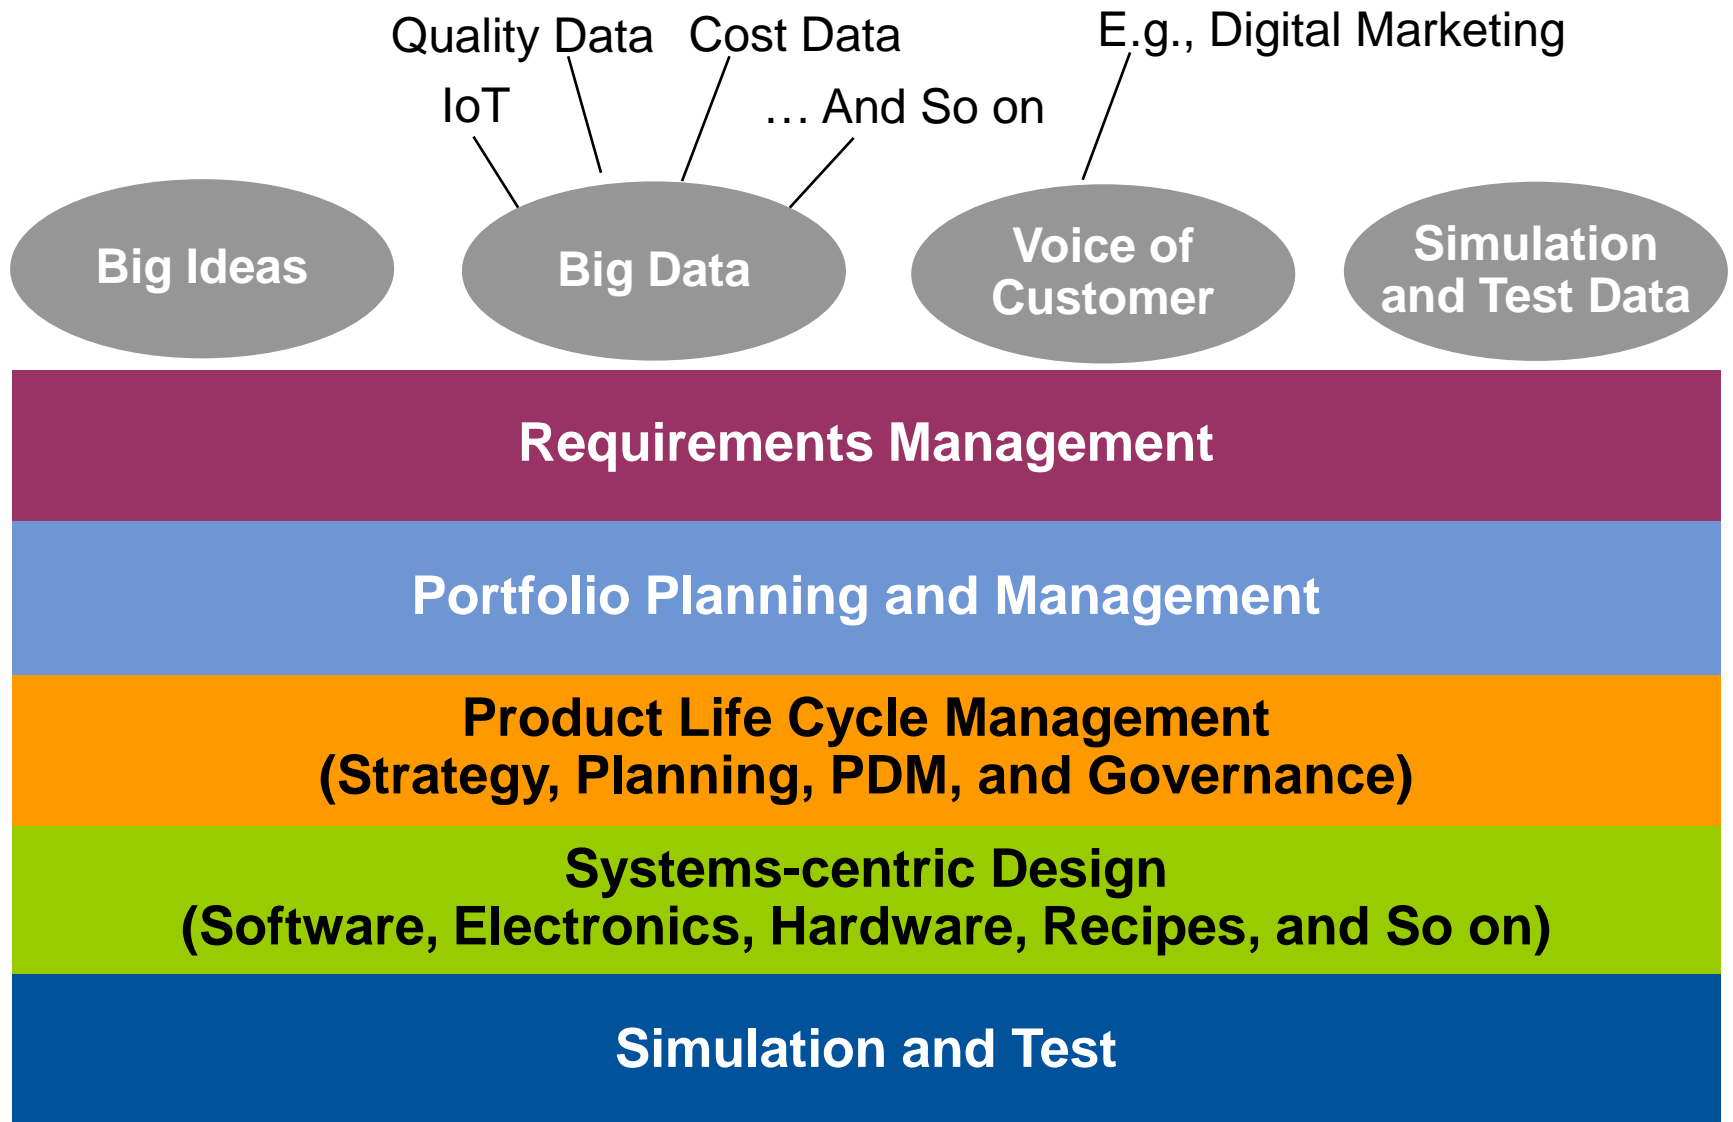 Quality Data
Cost Data
E.g., Digital Marketing
IoT
… And So on
Big Ideas
Big Data
Voice of
Customer
Simulation
and Test Data
Requirements Management
Portfolio Planning and Management
Product Life Cycle Management
(Strategy, Planning, PDM, and Governance)
Systems-centric Design
(Software, Electronics, Hardware, Recipes, and So on)
Simulation and Test